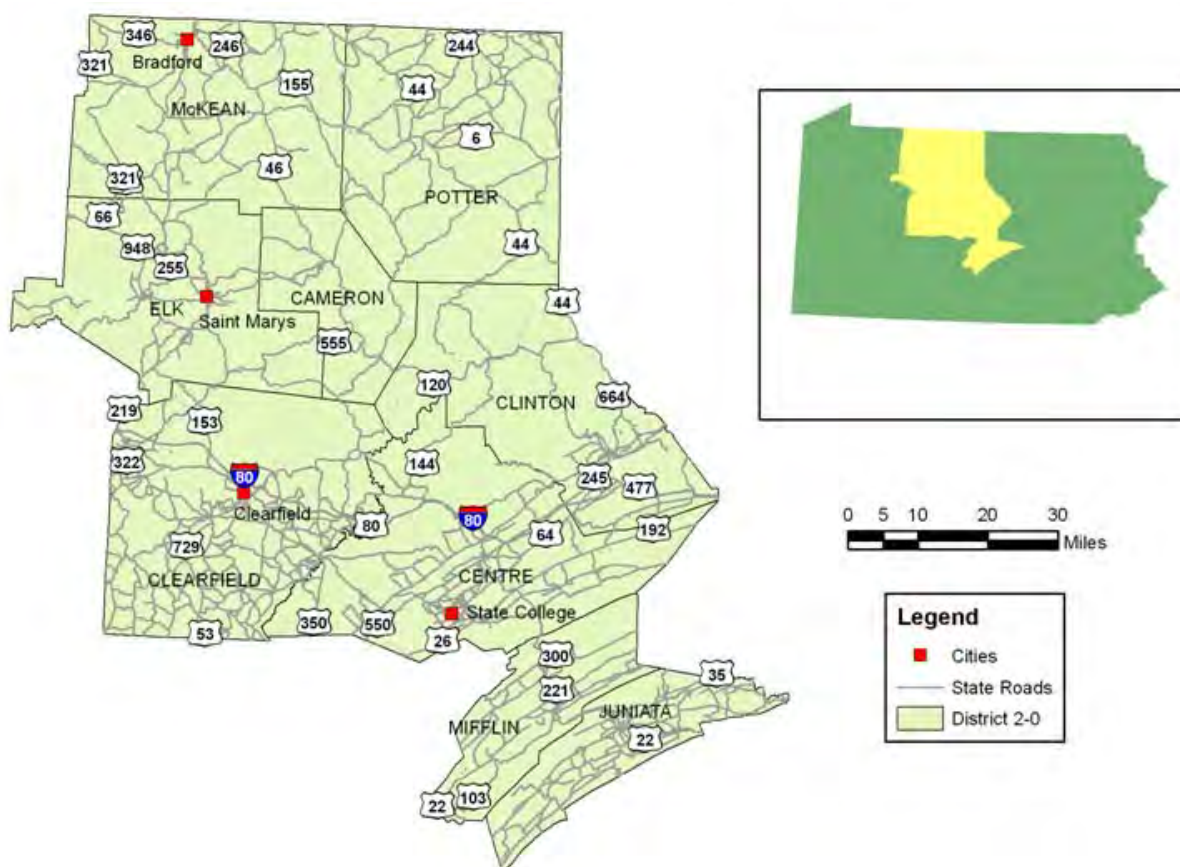 346
246
244
Bradford
321
155
44
McKEAN
6
46
321
POTTER
66
948
44
255
CAMERON
44
ELK
Saint Marys
555
120
664
CLINTON
219
153
322
144
80
245
477
80
Clearfield
80
64
192
729
CLEARFIELD
CENTRE
State College
350
550
53
26
300
35
221
JUNIATA
MIFFLIN
22
22
103
0 5 10 20 30
Miles
Legend
Cities
State Roads
District 2-0